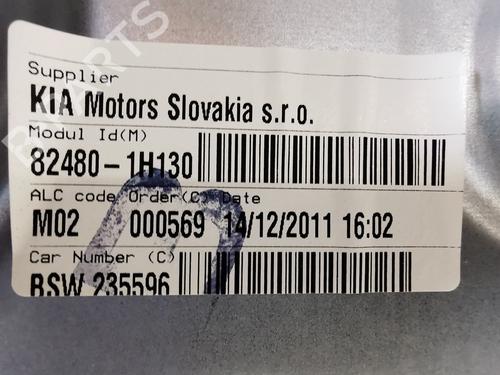 PARTS
Supplier
KIA Motors Slovakia s.r.o.
Modul Id(M)
82480-1H130
ALC code Order(C) Date
M02 000569 14/12/2011 16:02
Car Number (C)
BSW 235596